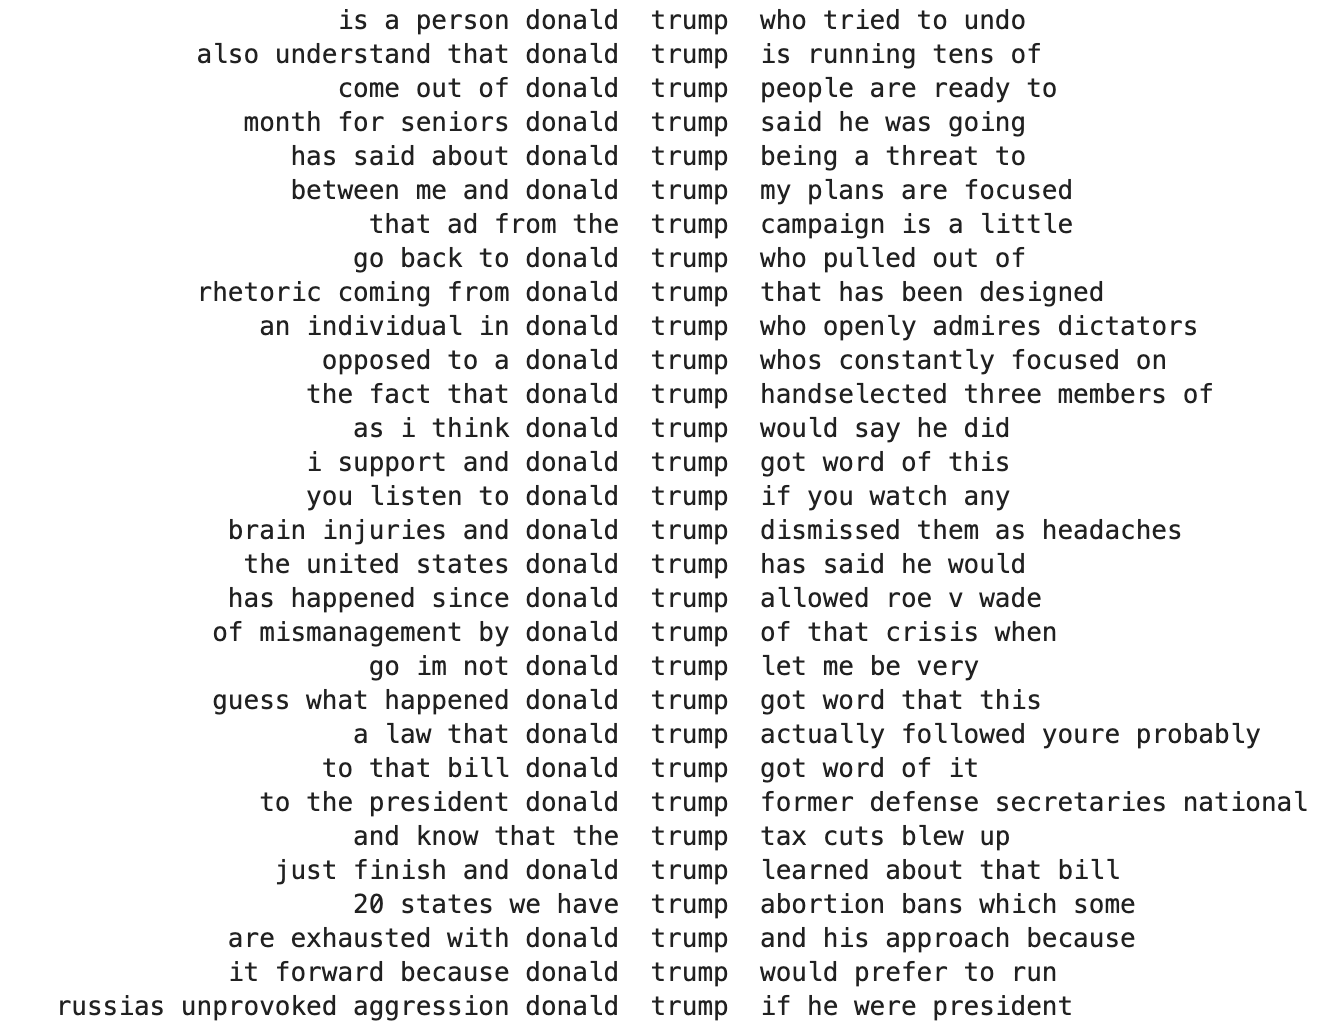 is a person donald trump who tried to undo
also understand that donald trump is running tens of
come out of donald trump people are ready to
month for seniors donald trump said he was going
has said about donald trump being a threat to
between me and donald trump my plans are focused
that ad from the trump campaign is a little
go back to donald trump who pulled out of
rhetoric coming from donald trump that has been designed
an individual in donald trump who openly admires dictators
opposed to a donald trump whos constantly focused on
the fact that donald trump handselected three members of
as i think donald trump would say he did
i support and donald trump got word of this
you listen to donald trump if you watch any
brain injuries and donald trump dismissed them as headaches
the united states donald trump has said he would
has happened since donald trump allowed roe v wade
of mismanagement by donald trump of that crisis when
go im not donald trump let me be very
guess what happened donald trump got word that this
a law that donald trump actually followed youre probably
to that bill donald trump got word of it
to the president donald trump former defense secretaries national
and know that the trump tax cuts blew up
just finish and donald trump learned about that bill
20 states we have trump abortion bans which some
are exhausted with donald trump and his approach because
it forward because donald trump would prefer to run
russias unprovoked aggression donald trump if he were president